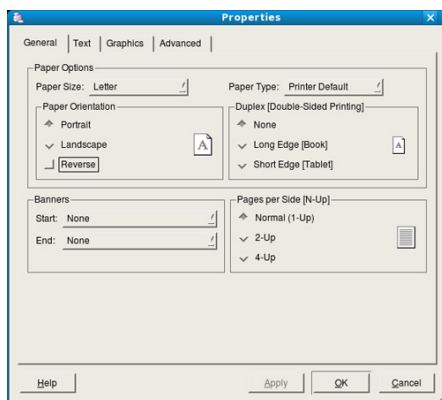 Properties
General Text Graphics Advanced
Paper Options
Paper Size: Letter Paper Type: Printer Default
Paper Orientation Duplex [Double-Sided Printing]
Portrait None
Landscape A Long Edge [Book] A
Reverse Short Edge [Tablet]
Banners Pages per Side [N-Up]
Start: None Normal (1-Up)
End: None 2-Up
4-Up
Help Apply OK Cancel